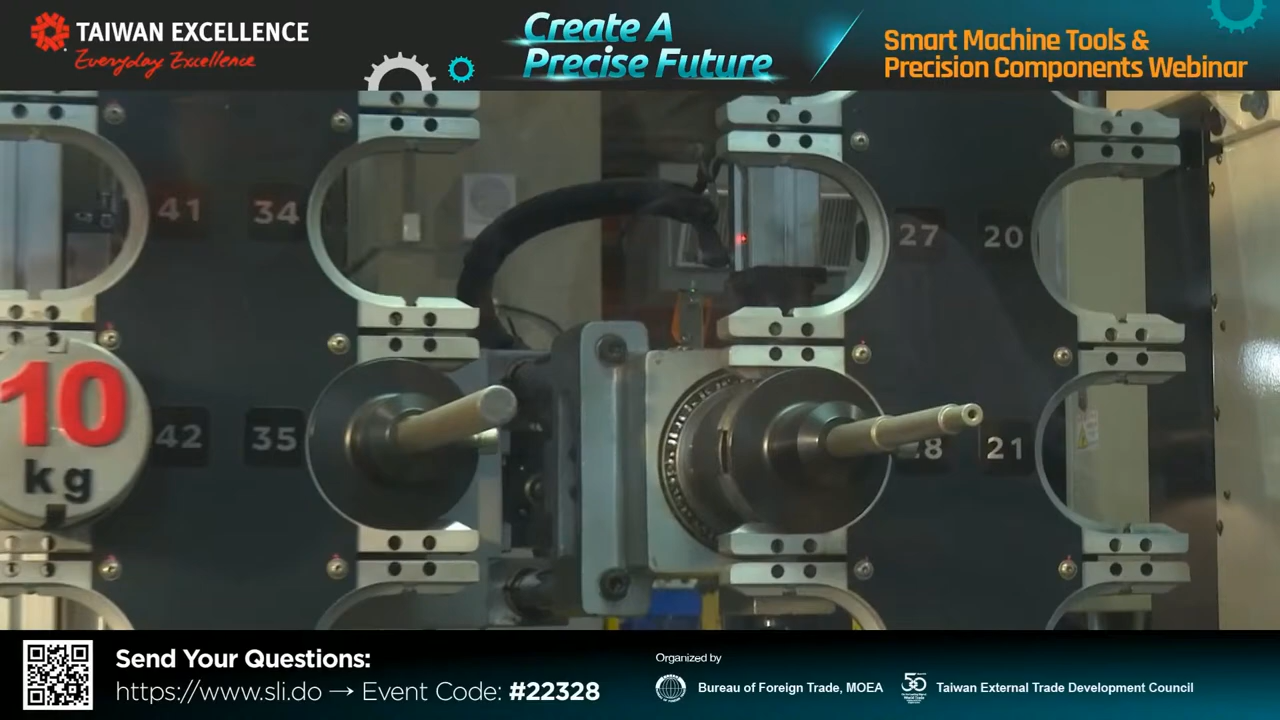 TAIWAN EXCELLENCE
Everyday Excellence
Create A
Precise Future
Smart Machine Tools &
Precision Components Webinar
41
34
27
20
10
kg
42
35
28
21
Send Your Questions:
https://www.sli.do → Event Code: #22328
Organized by
Bureau of Foreign Trade, MOEA
50
Taiwan External Trade Development Council